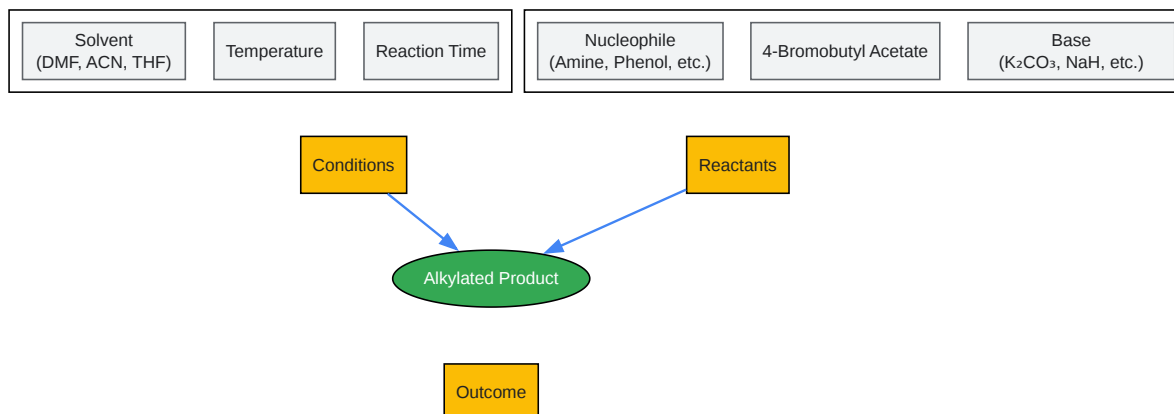 Solvent
(DMF, ACN, THF)
Temperature
Reaction Time
Nucleophile
(Amine, Phenol, etc.)
4-Bromobutyl Acetate
Base
(K₂CO₃, NaH, etc.)
Conditions
Reactants
Alkylated Product
Outcome